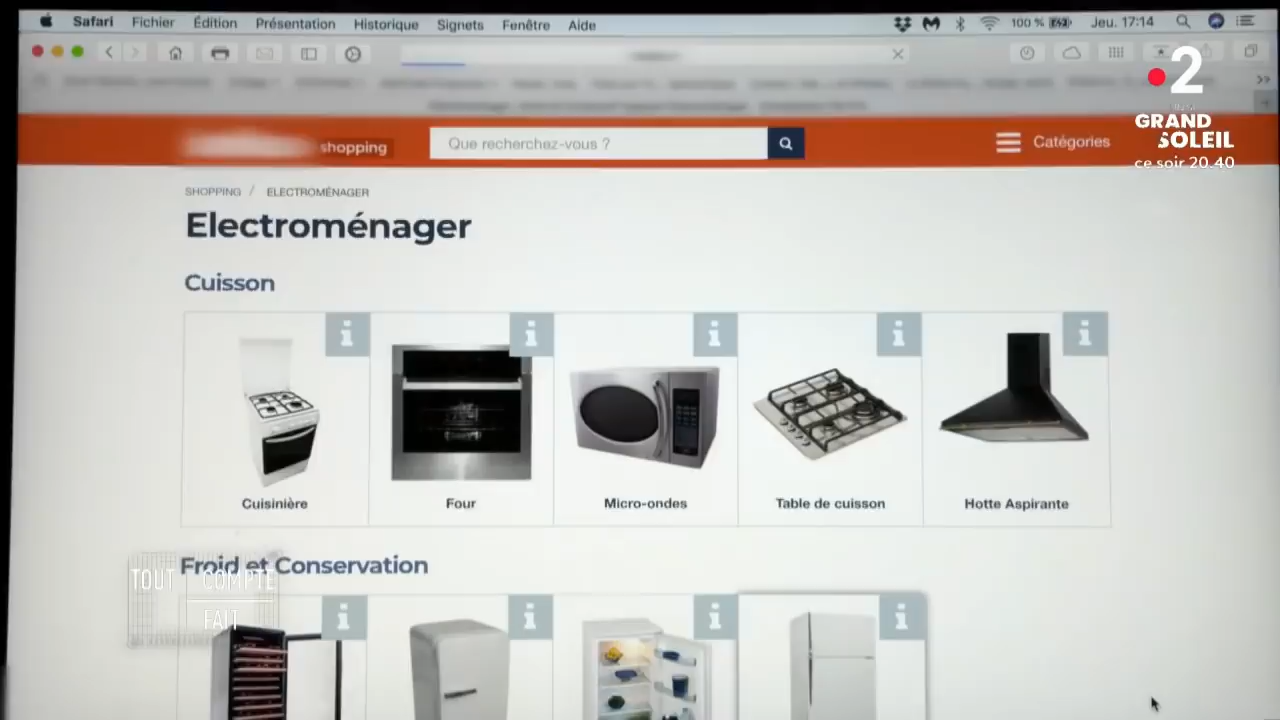 Safari Fichier Édition Présentation Historique Signets Fenêtre Aide 100 % Jeu. 17:14
2
GRAND
SOLEIL
ce soir 20.40
shopping
Que recherchez-vous ?
Catégories
SHOPPING / ELECTROMÉNAGER
Electroménager
Cuisson
i i i i i
Cuisinière Four Micro-ondes Table de cuisson Hotte Aspirante
Froid et Conservation
TOUT COMPTE
FAIT
i i i i